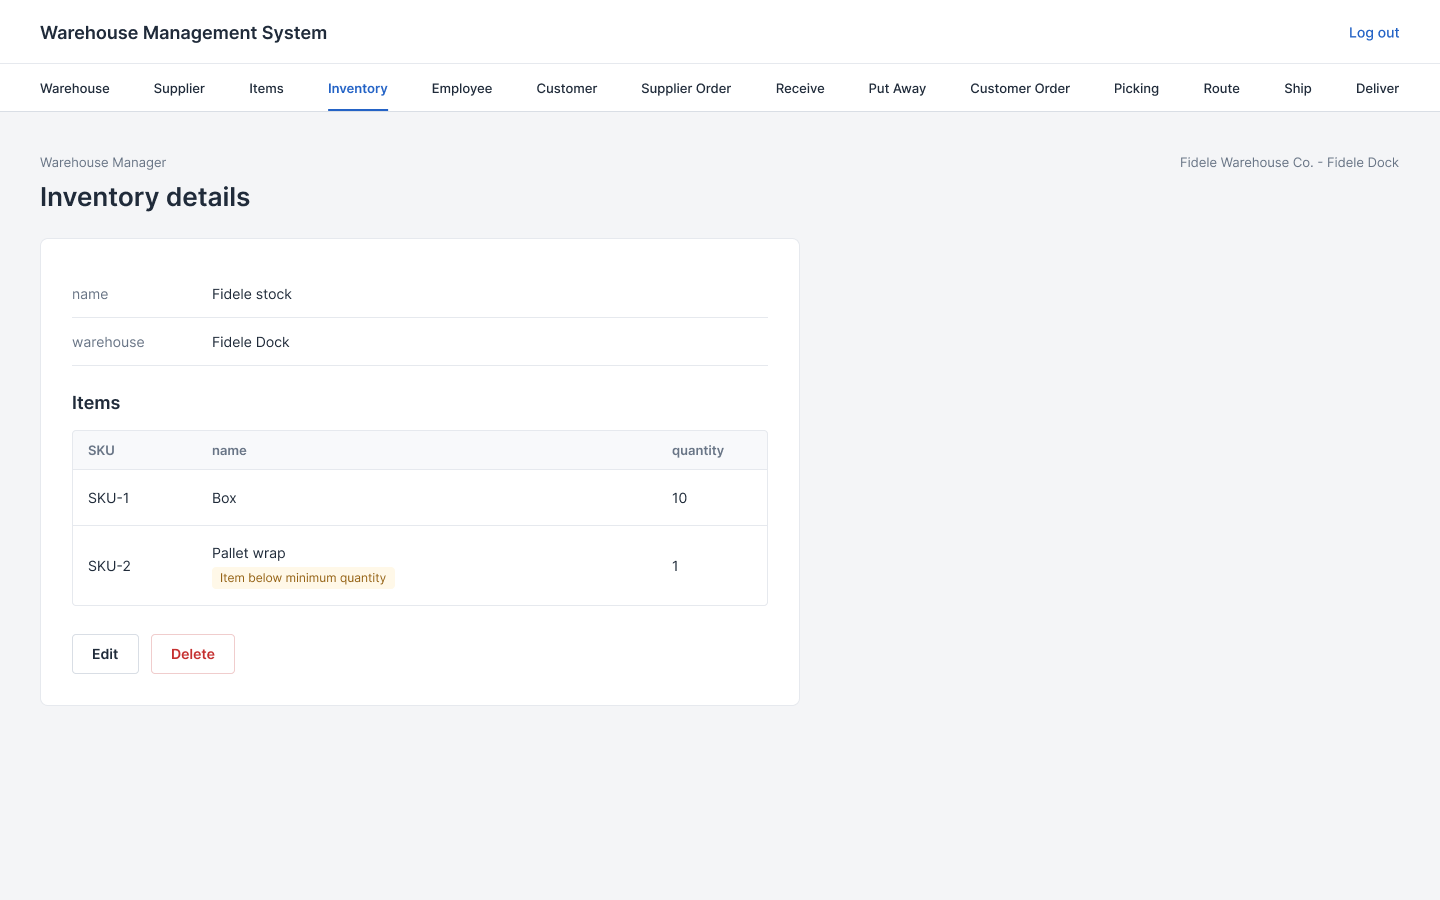 Warehouse Management System
Log out
Warehouse
Supplier
Items
Inventory
Employee
Customer
Supplier Order
Receive
Put Away
Customer Order
Picking
Route
Ship
Deliver
Warehouse Manager
Fidele Warehouse Co. - Fidele Dock
Inventory details
name
Fidele stock
warehouse
Fidele Dock
Items
SKU
name
quantity
SKU-1
Box
10
SKU-2
Pallet wrap
Item below minimum quantity
1
Edit
Delete